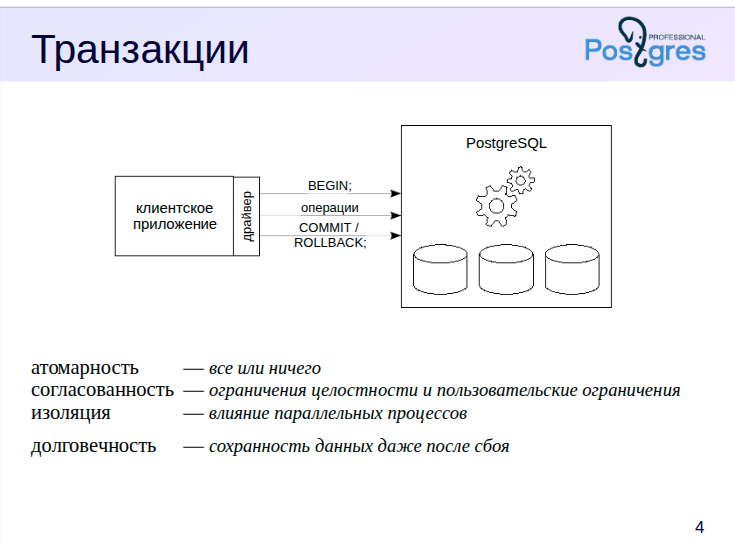 Транзакции
PROFESSIONAL
Postgres
PostgreSQL
клиентское
приложение
драйвер
BEGIN;
операции
COMMIT /
ROLLBACK;
атомарность — все или ничего
согласованность — ограничения целостности и пользовательские ограничения
изоляция — влияние параллельных процессов
долговечность — сохранность данных даже после сбоя
4